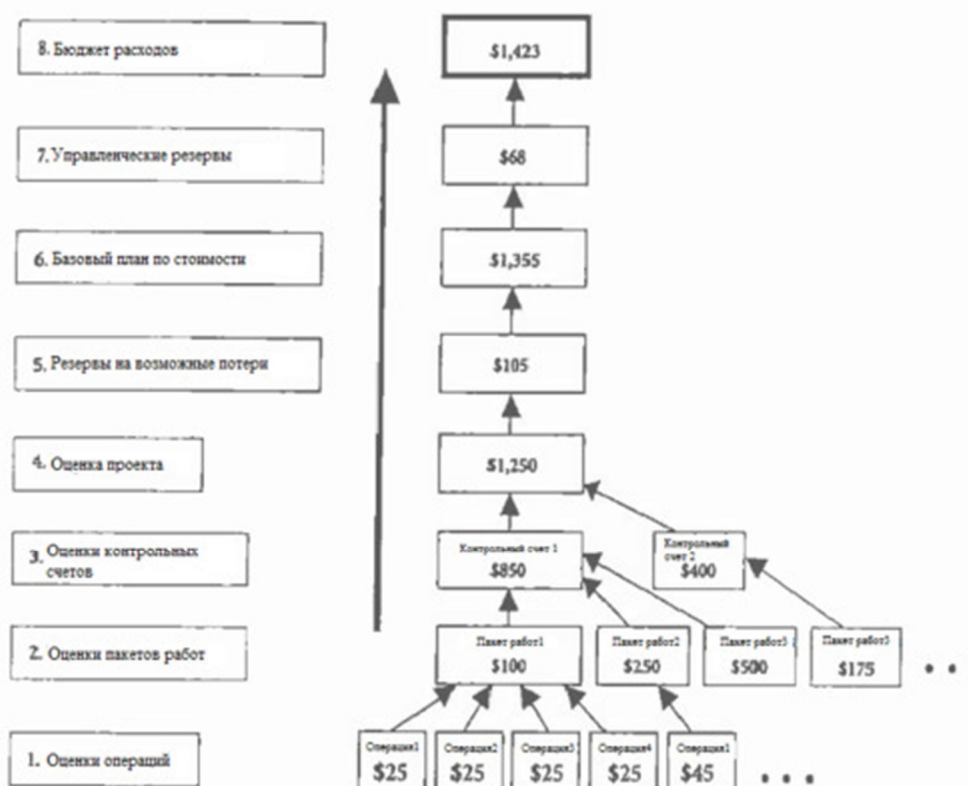 8. Бюджет расходов
$1,423
7. Управленческие резервы
$68
6. Базовый план по стоимости
$1,355
5. Резервы на возможные потери
$105
4. Оценка проекта
$1,250
3. Оценки контрольных
счетов
Контрольный счет 1
$850
Контрольный
счет 2
$400
2. Оценки пакетов работ
Пакет работ1
$100
Пакет работ2
$250
Пакет работ3
$500
Пакет работ3
$175
1. Оценки операций
Операция1
$25
Операция2
$25
Операция3
$25
Операция4
$25
Операция1
$45